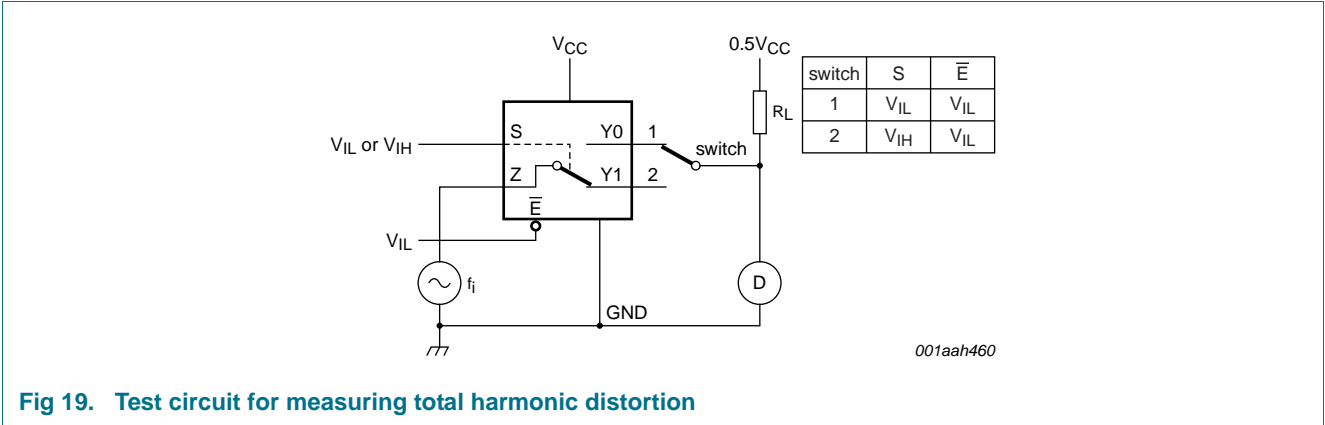 VCC
0.5VCC
switch S E̅
1 VIL VIL
2 VIH VIL
RL
VIL or VIH
S Y0 1
switch
Z Y1 2
E̅
VIL
fi
D
GND
001aah460
Fig 19. Test circuit for measuring total harmonic distortion